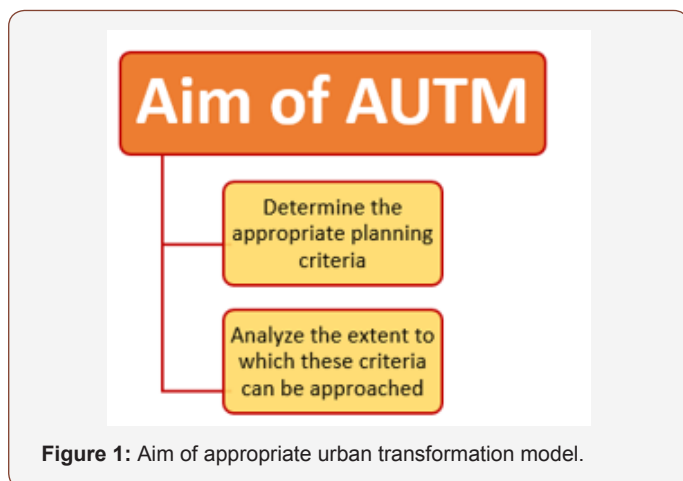 Aim of AUTM
Determine the
appropriate planning
criteria
Analyze the extent to
which these criteria
can be approached
Figure 1: Aim of appropriate urban transformation model.